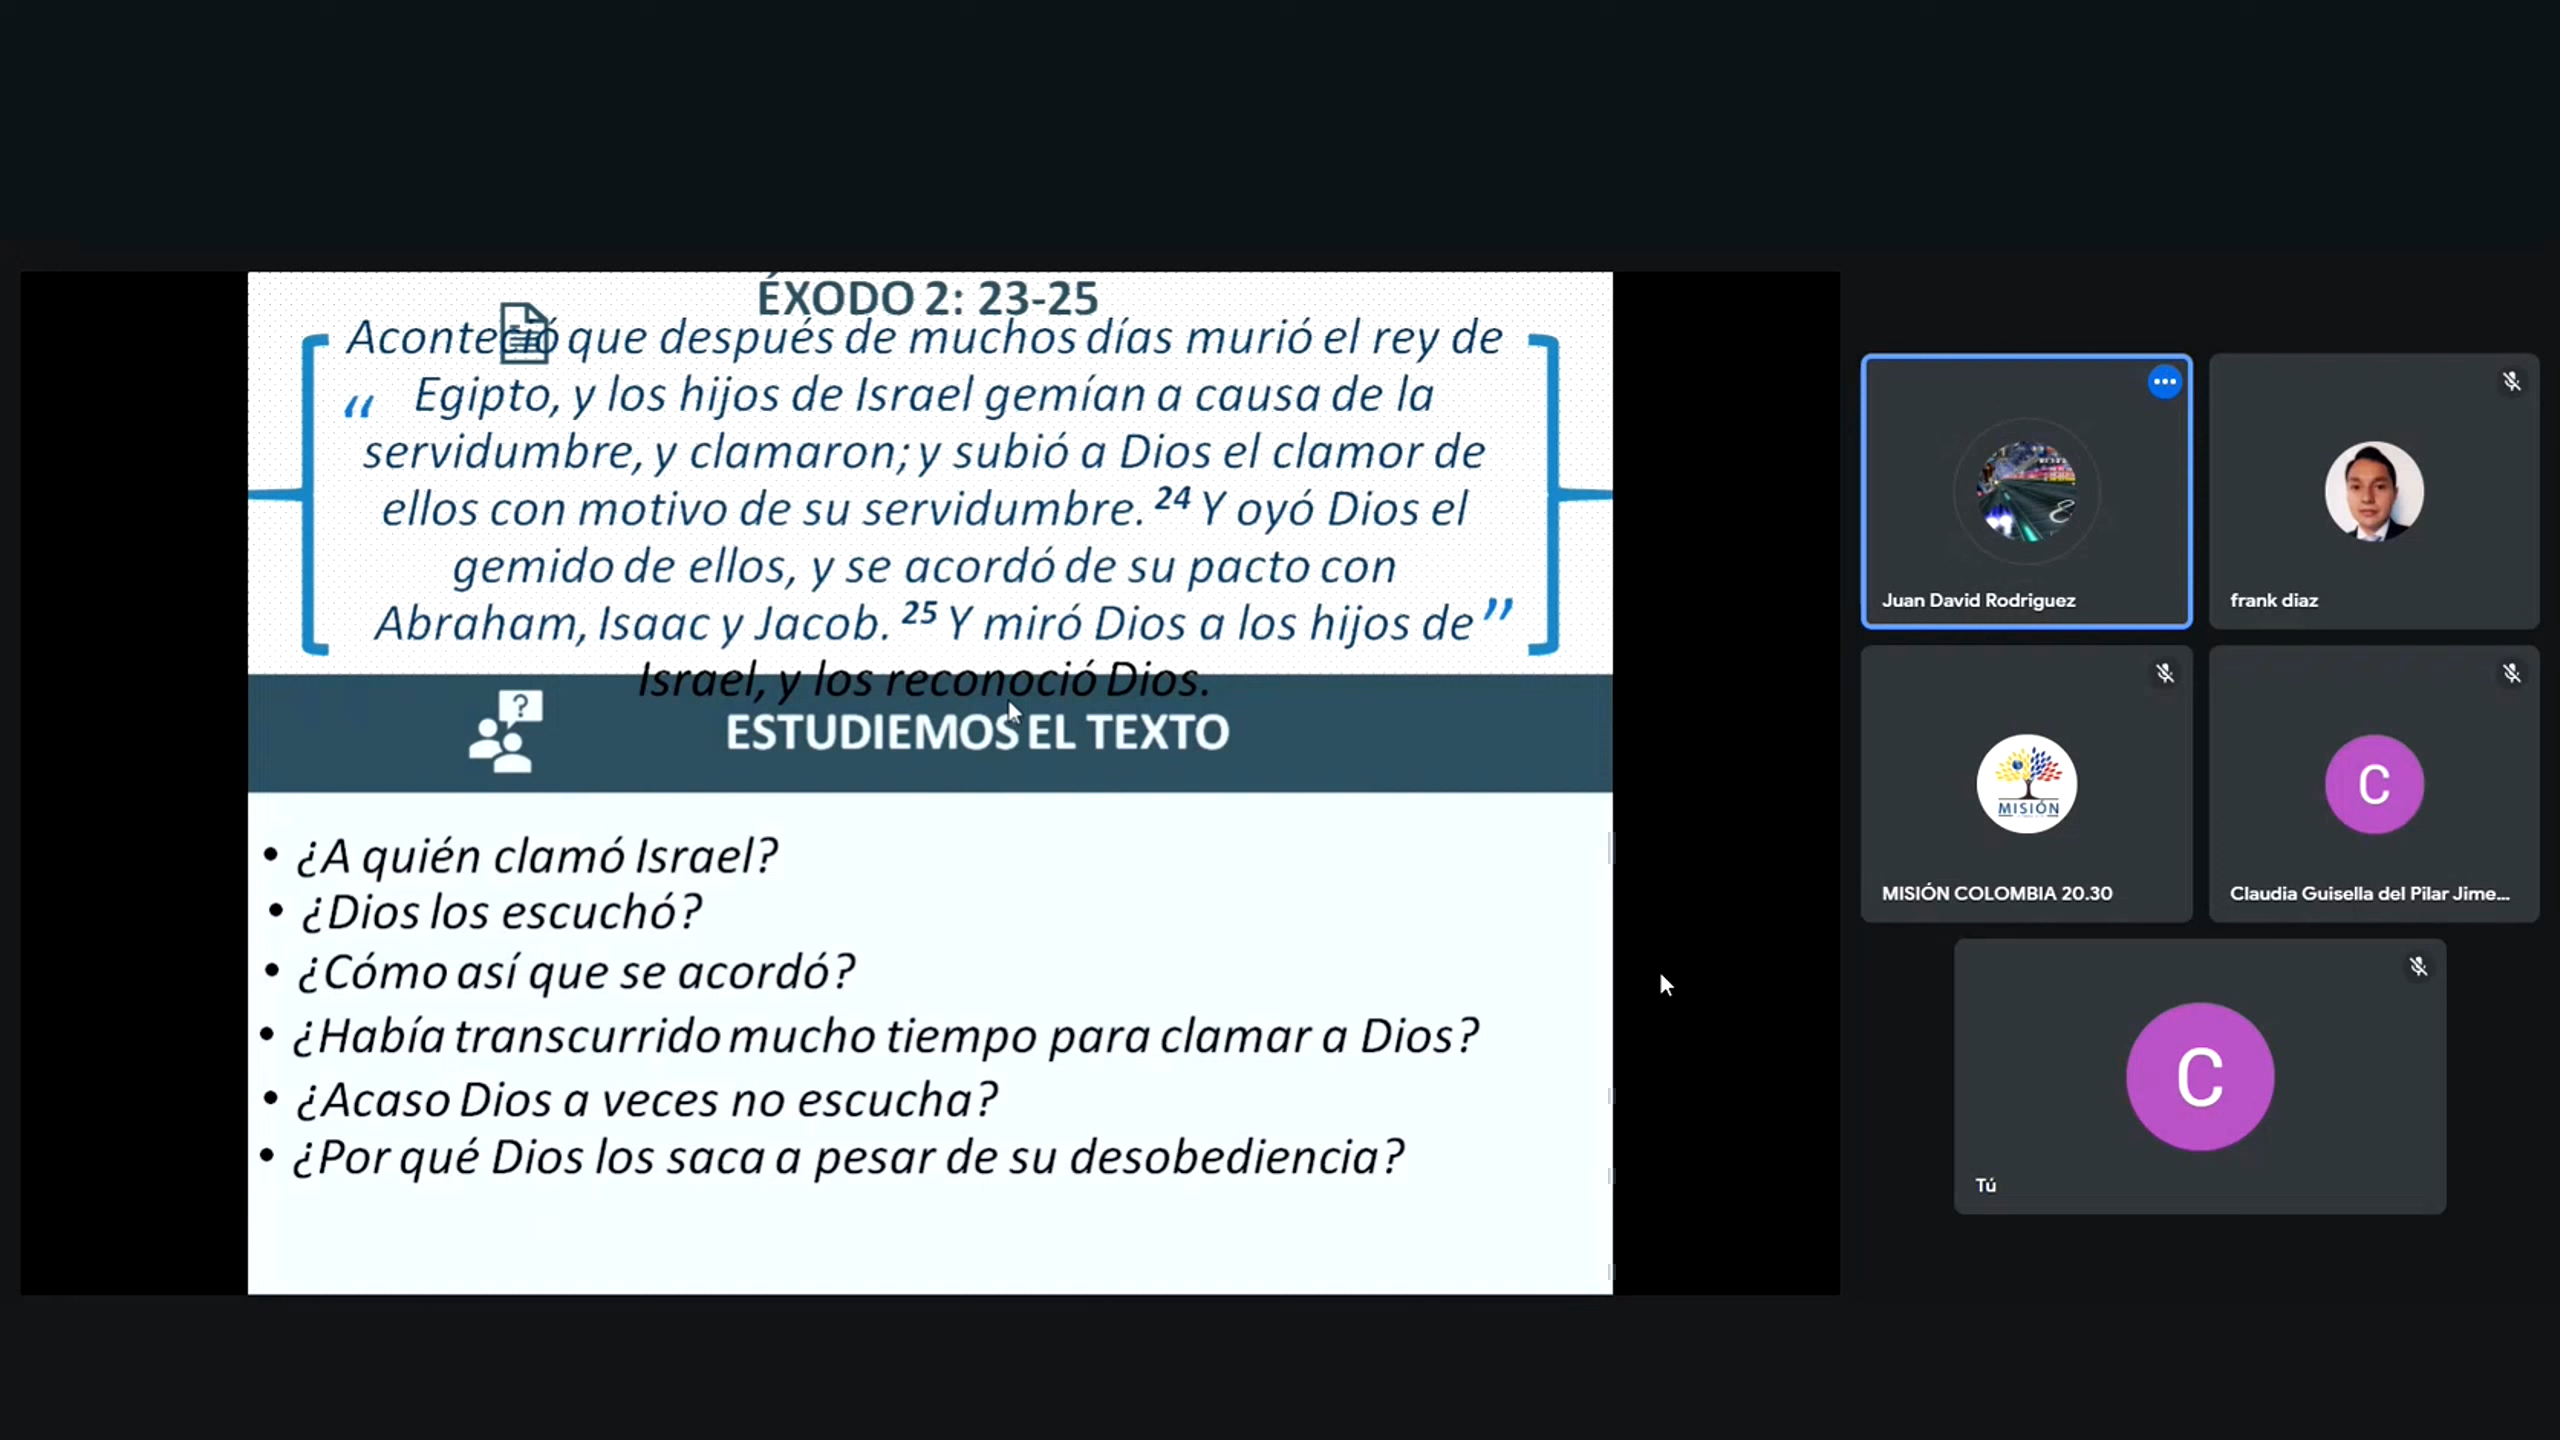 ÉXODO 2: 23-25
Aconteció que después de muchos días murió el rey de
“ Egipto, y los hijos de Israel gemían a causa de la
servidumbre, y clamaron; y subió a Dios el clamor de
ellos con motivo de su servidumbre. 24 Y oyó Dios el
gemido de ellos, y se acordó de su pacto con
Abraham, Isaac y Jacob. 25 Y miró Dios a los hijos de ”
Israel, y los reconoció Dios.
?
ESTUDIEMOS EL TEXTO
• ¿A quién clamó Israel?
• ¿Dios los escuchó?
• ¿Cómo así que se acordó?
• ¿Había transcurrido mucho tiempo para clamar a Dios?
• ¿Acaso Dios a veces no escucha?
• ¿Por qué Dios los saca a pesar de su desobediencia?
Juan David Rodriguez
frank diaz
MISIÓN
MISIÓN COLOMBIA 20.30
C
Claudia Guisella del Pilar Jime...
C
Tú